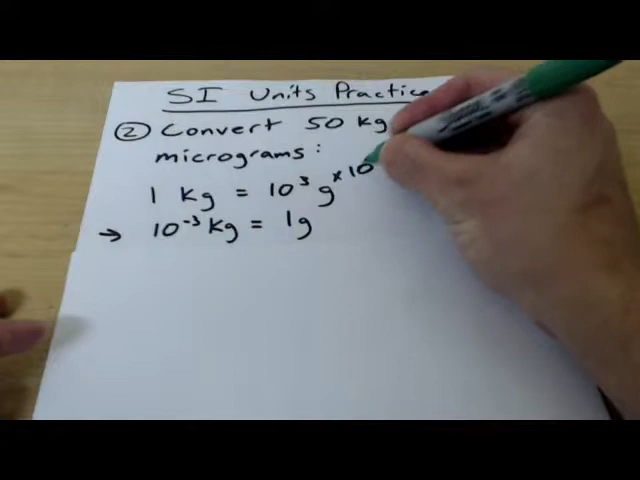 SI Units Practice
② Convert 50 kg
micrograms :
1 kg = 10³ g × 10
→ 10⁻³ kg = 1g